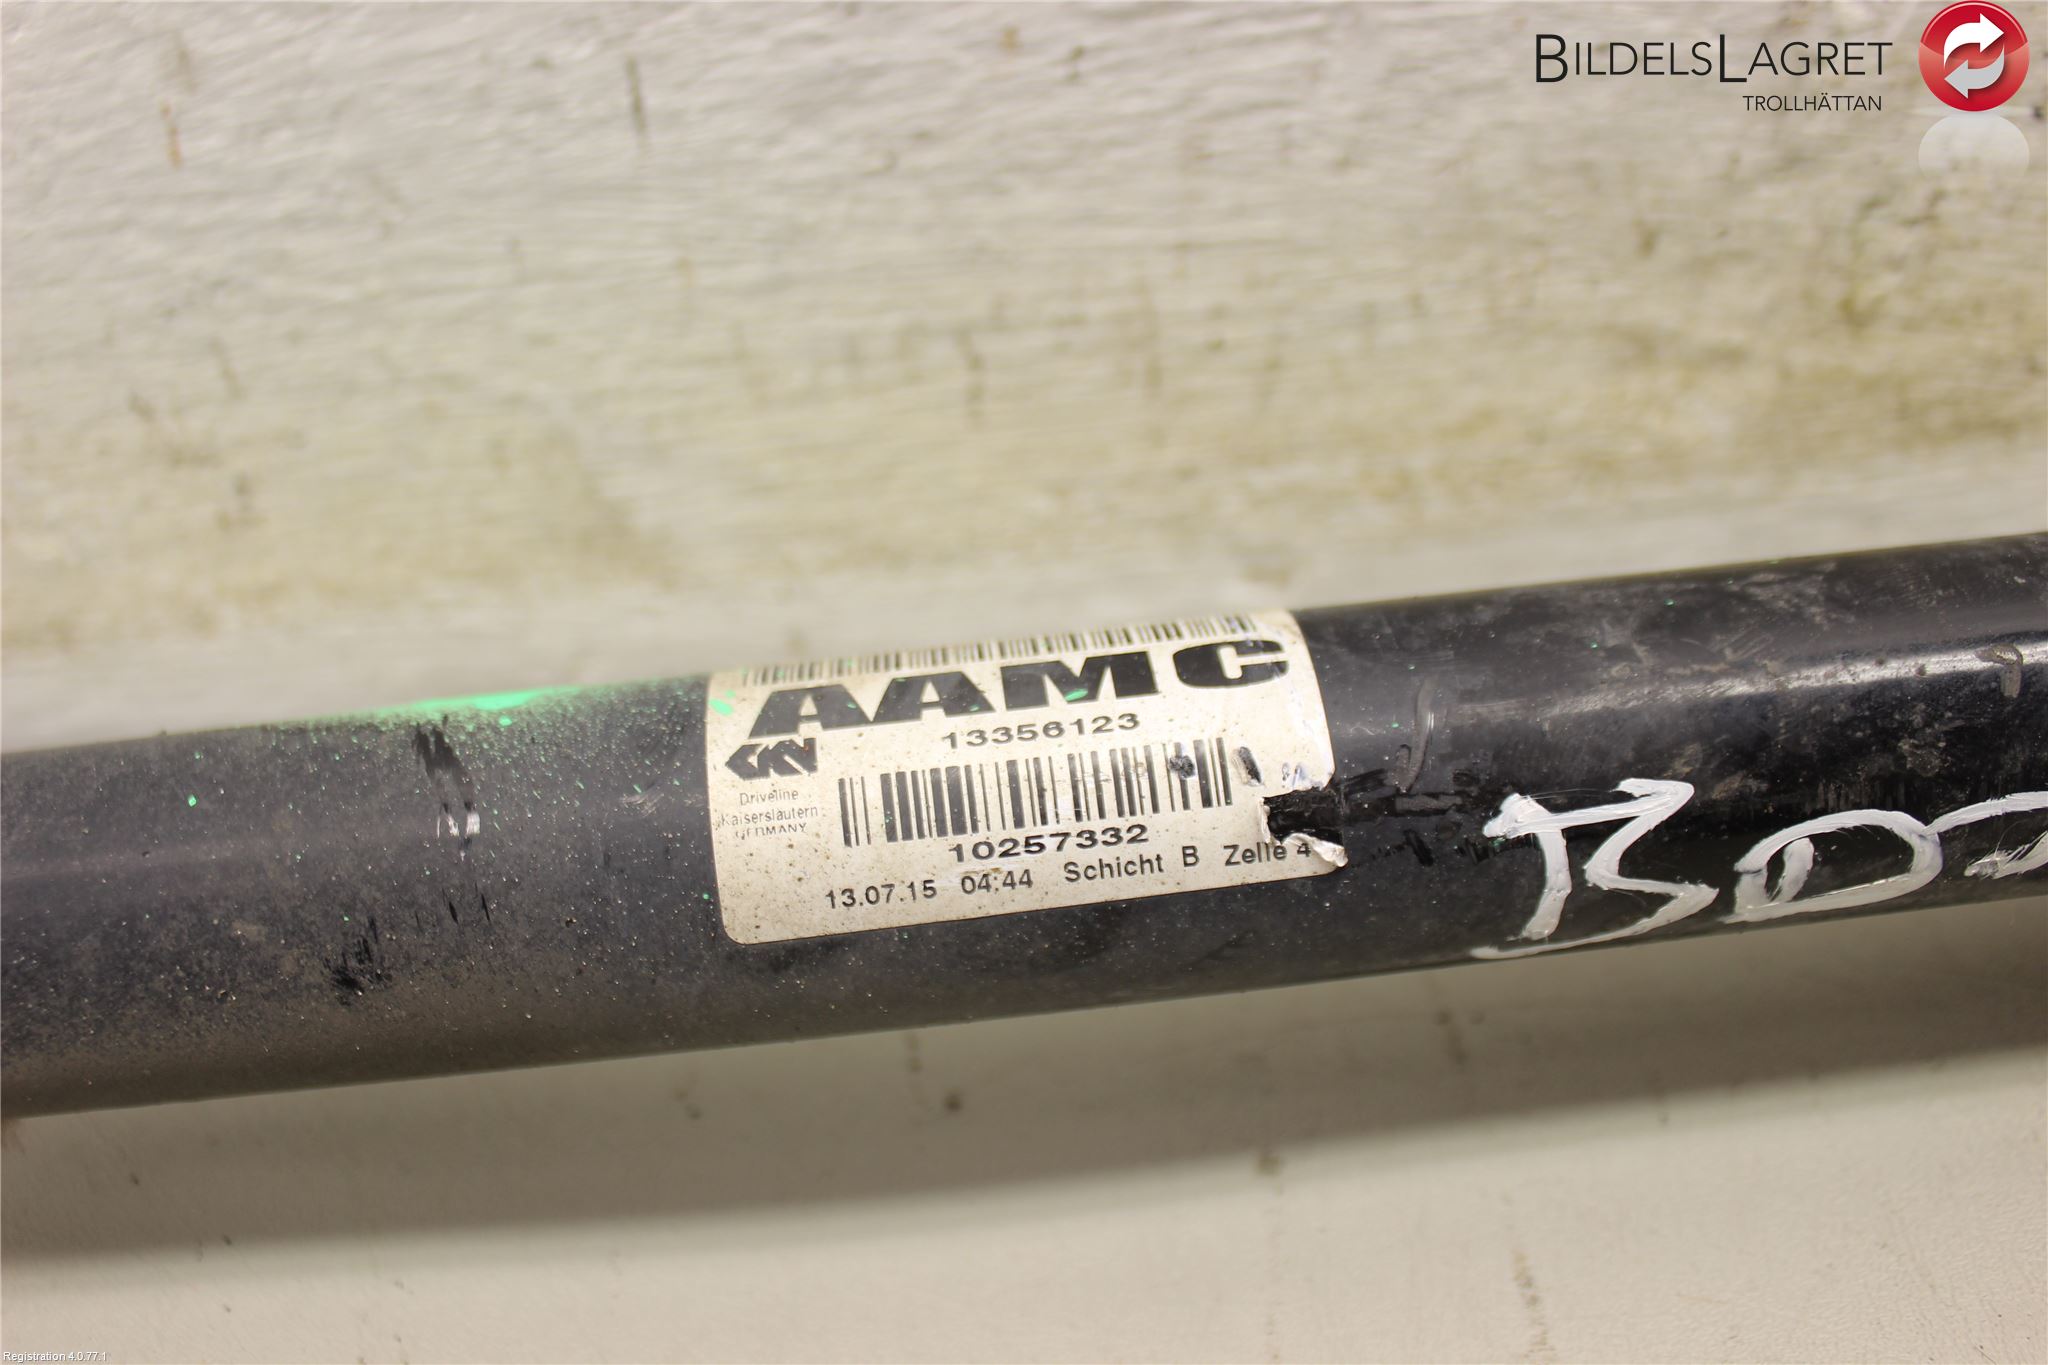 BILDELSLAGRET
TROLLHÄTTAN
AAMC
13356123
GKN
Driveline
Kaiserslautern
GERMANY
10257332
13.07.15 04:44 Schicht B Zelle 4
Registration 4.0.77.1